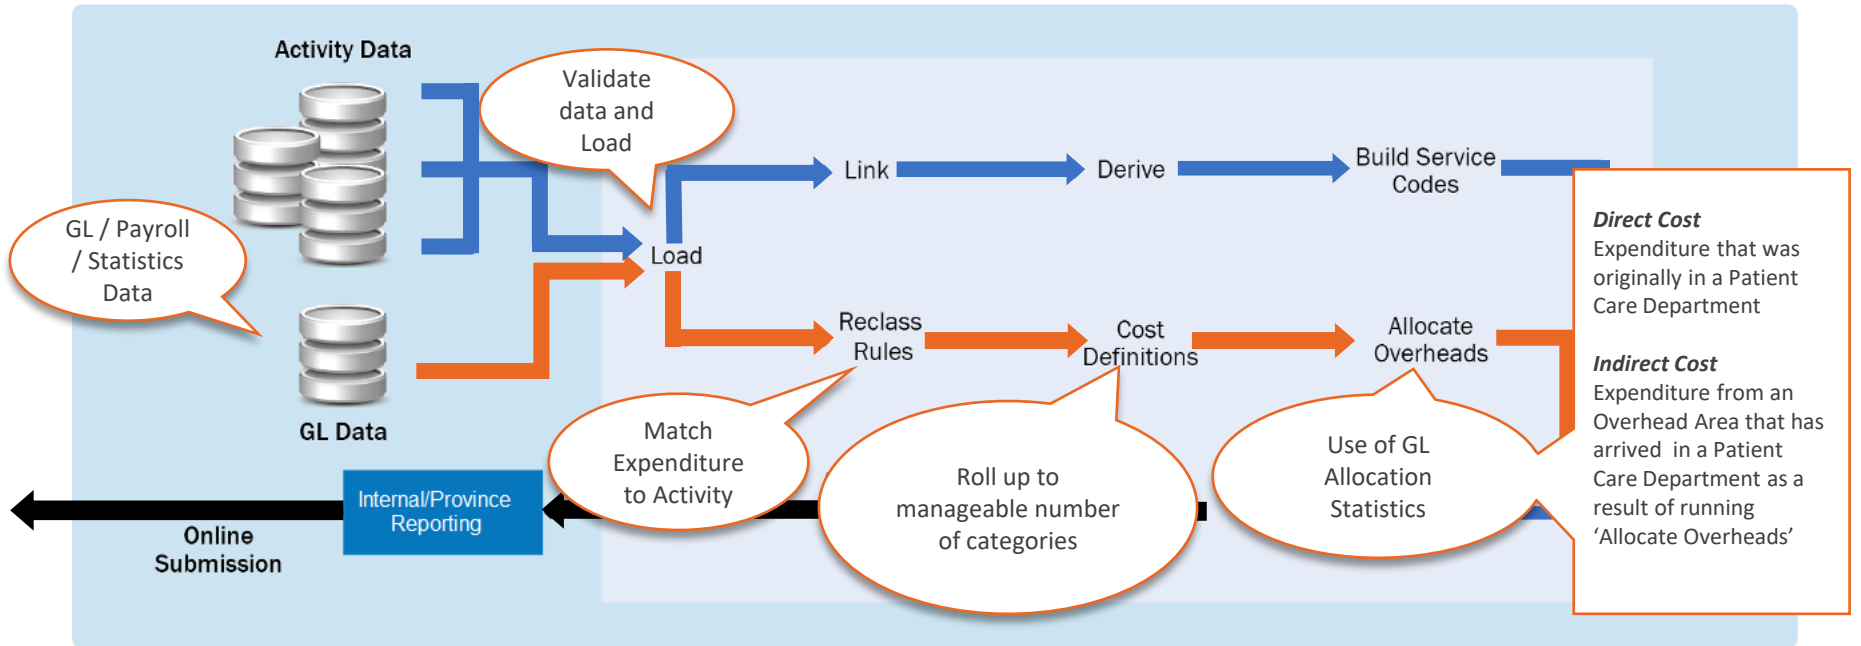 Activity Data
Validate
data and
Load
Link
Derive
Build Service
Codes
GL / Payroll
/ Statistics
Data
Load
Direct Cost
Expenditure that was
originally in a Patient
Care Department
Reclass
Rules
Cost
Definitions
Allocate
Overheads
Indirect Cost
Expenditure from an
Overhead Area that has
arrived in a Patient
Care Department as a
result of running
‘Allocate Overheads’
GL Data
Match
Expenditure
to Activity
Roll up to
manageable number
of categories
Use of GL
Allocation
Statistics
Internal/Province
Reporting
Online
Submission